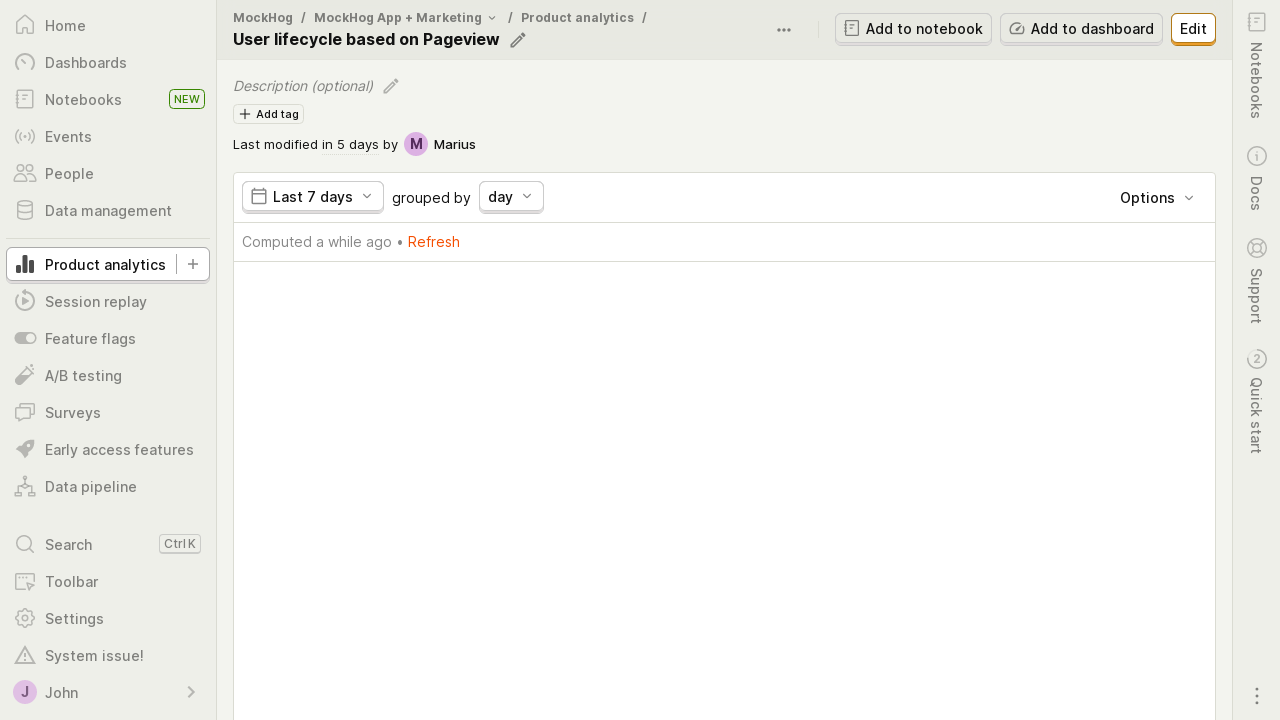 Home
Dashboards
Notebooks NEW
Events
People
Data management
Product analytics
Session replay
Feature flags
A/B testing
Surveys
Early access features
Data pipeline
Search Ctrl K
Toolbar
Settings
System issue!
J John
MockHog / MockHog App + Marketing / Product analytics /
User lifecycle based on Pageview
Add to notebook
Add to dashboard
Edit
Description (optional)
Add tag
Last modified in 5 days by M Marius
Last 7 days grouped by day Options
Computed a while ago • Refresh
Notebooks
Docs
Support
2 Quick start